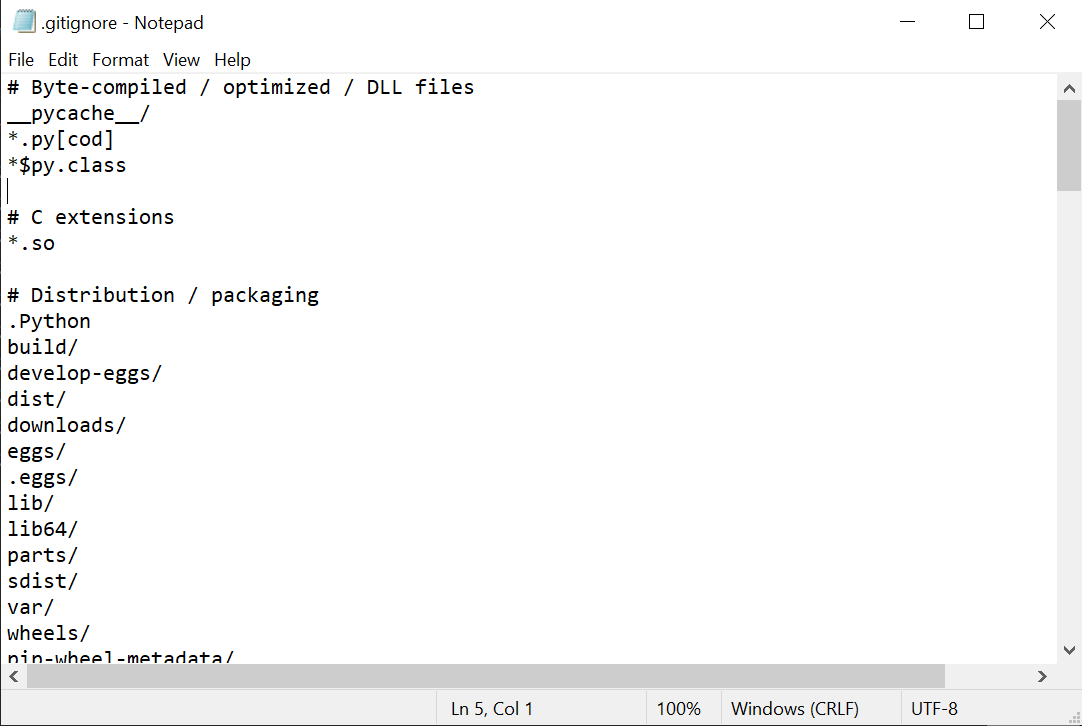 .gitignore - Notepad
File Edit Format View Help
# Byte-compiled / optimized / DLL files
__pycache__/
*.py[cod]
*$py.class
# C extensions
*.so
# Distribution / packaging
.Python
build/
develop-eggs/
dist/
downloads/
eggs/
.eggs/
lib/
lib64/
parts/
sdist/
var/
wheels/
pip-wheel-metadata/
Ln 5, Col 1 100% Windows (CRLF) UTF-8